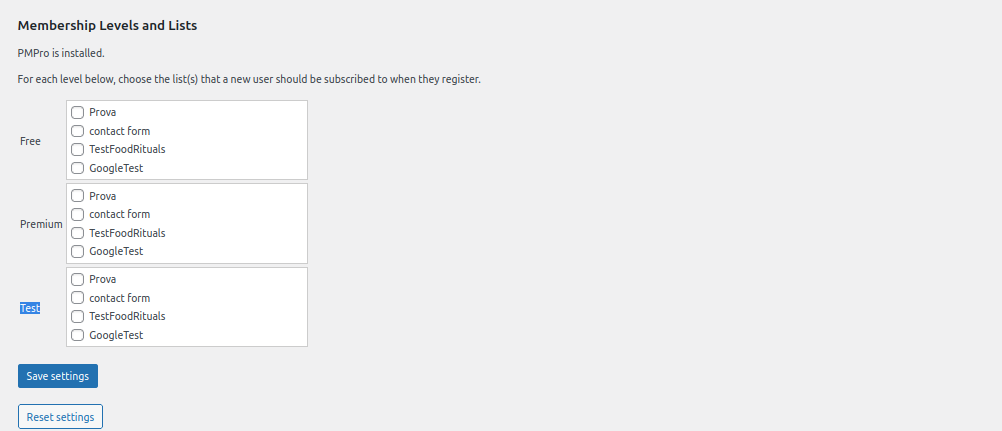 Membership Levels and Lists
PMPro is installed.
For each level below, choose the list(s) that a new user should be subscribed to when they register.
Free
Prova
contact form
TestFoodRituals
GoogleTest
Premium
Prova
contact form
TestFoodRituals
GoogleTest
Test
Prova
contact form
TestFoodRituals
GoogleTest
Save settings
Reset settings